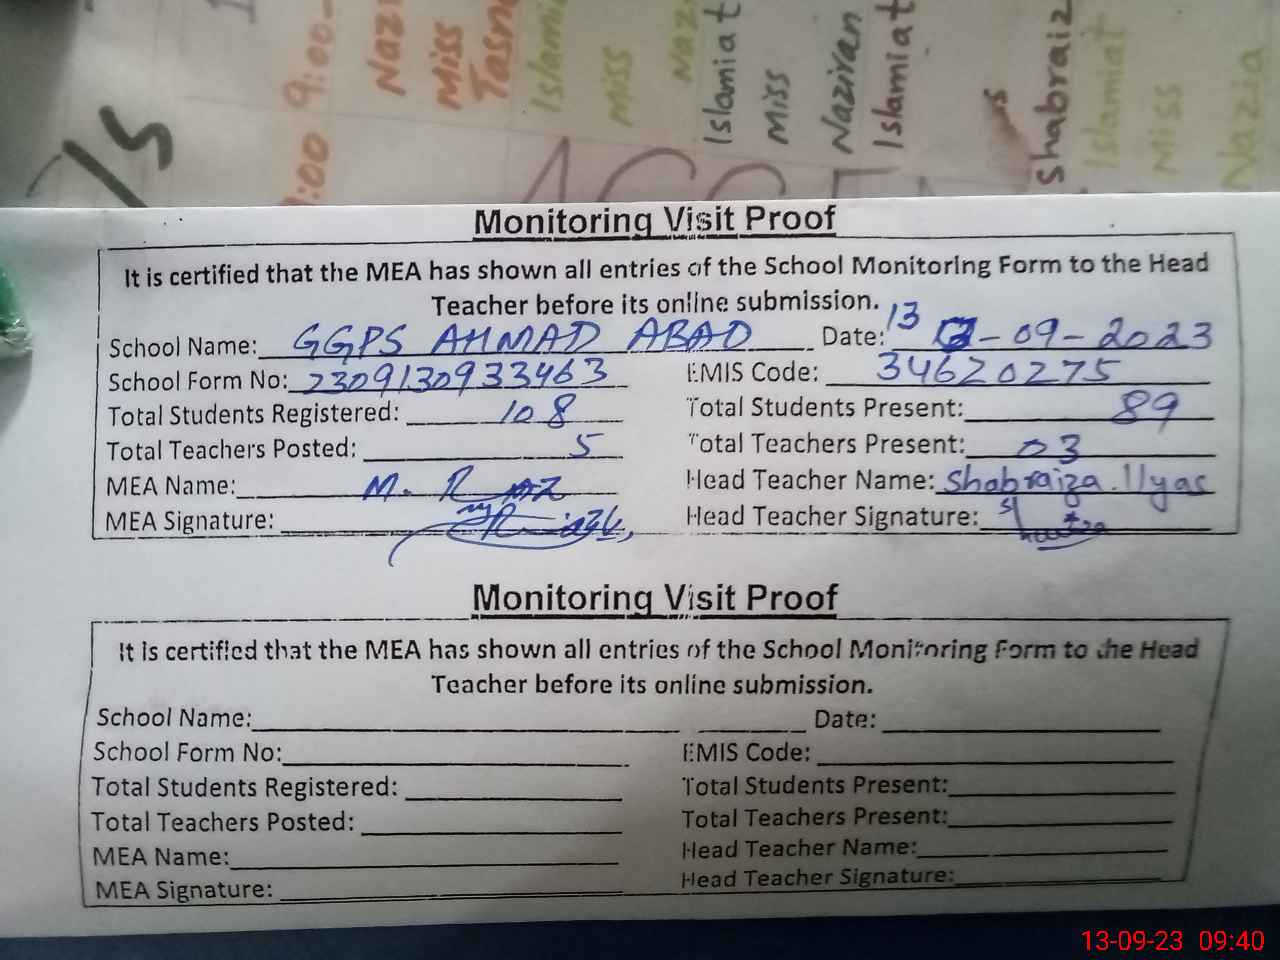 9:00-
9:00
Miss
Islamiat
Miss
Islamiat
Miss
Naziran
Islamiat
Shabraiz
Islamiat
Miss
Nazia
Monitoring Visit Proof
It is certified that the MEA has shown all entries of the School Monitoring Form to the Head
Teacher before its online submission.
School Name: GGPS AHMAD ABAD Date: 13-09-2023
School Form No: 2309130933463 EMIS Code: 34620275
Total Students Registered: 108 Total Students Present: 89
Total Teachers Posted: 5 Total Teachers Present: 03
MEA Name: M. Riaz Head Teacher Name: Shabraiza Ilyas
MEA Signature: Head Teacher Signature:
Monitoring Visit Proof
It is certified that the MEA has shown all entries of the School Monitoring Form to the Head
Teacher before its online submission.
School Name: Date:
School Form No: EMIS Code:
Total Students Registered: Total Students Present:
Total Teachers Posted: Total Teachers Present:
MEA Name: Head Teacher Name:
MEA Signature: Head Teacher Signature:
13-09-23 09:40